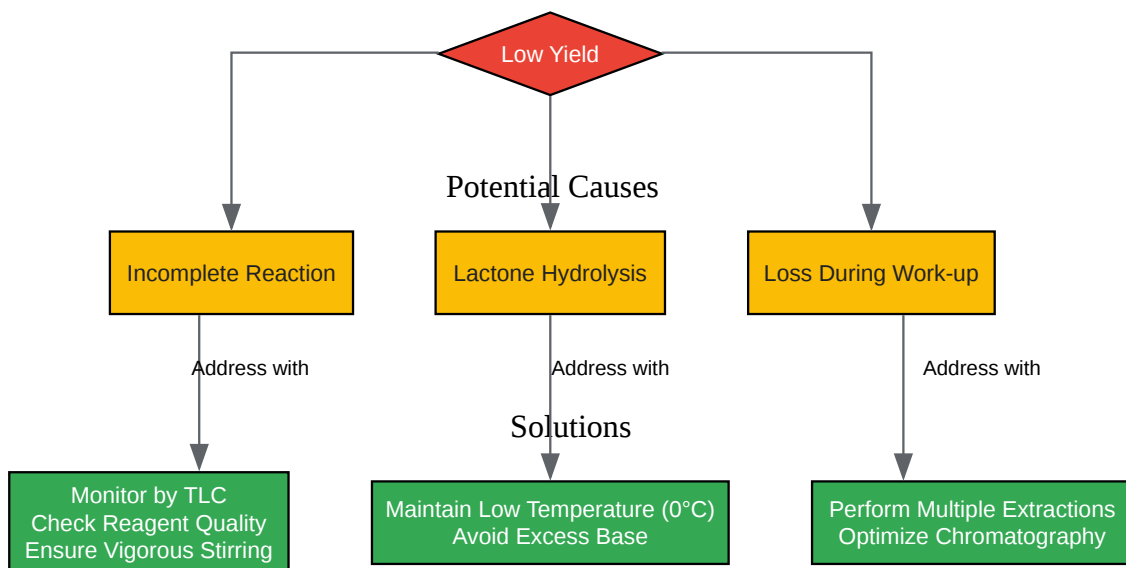 Low Yield
Potential Causes
Incomplete Reaction
Lactone Hydrolysis
Loss During Work-up
Address with
Address with
Address with
Solutions
Monitor by TLC
Check Reagent Quality
Ensure Vigorous Stirring
Maintain Low Temperature (0°C)
Avoid Excess Base
Perform Multiple Extractions
Optimize Chromatography